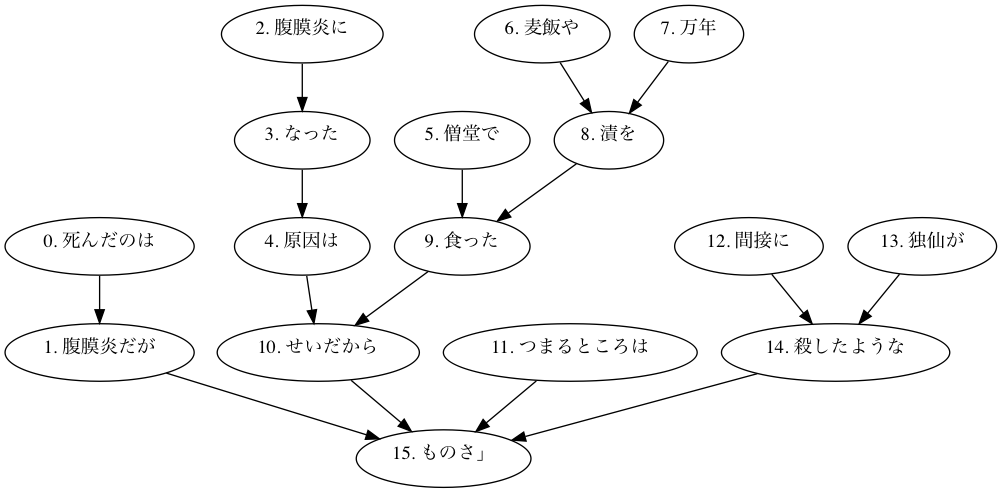 2. 腹膜炎に
6. 麦飯や
7. 万年
3. なった
5. 僧堂で
8. 漬を
0. 死んだのは
4. 原因は
9. 食った
12. 間接に
13. 独仙が
1. 腹膜炎だが
10. せいだから
11. つまるところは
14. 殺したような
15. ものさ」